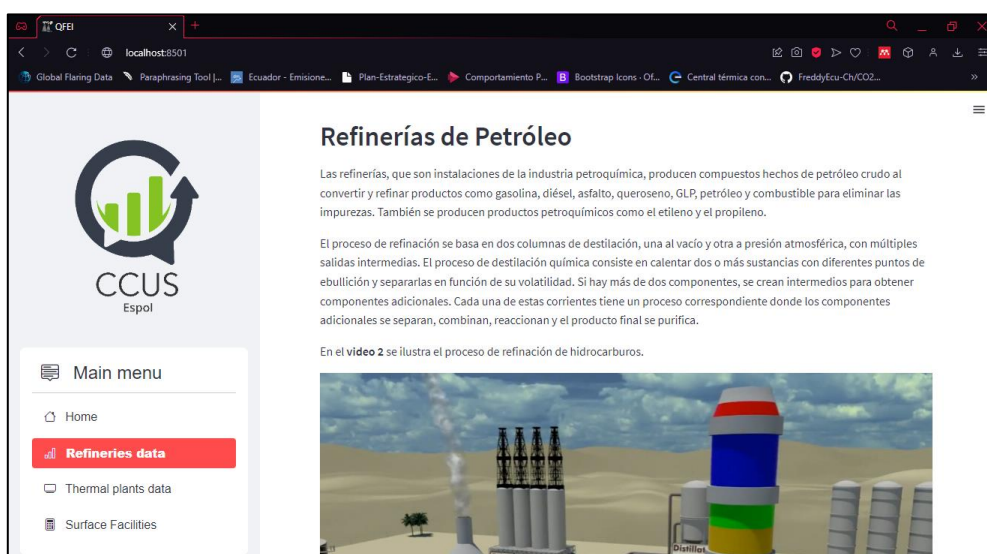 QFEI
localhost:8501
Global Flaring Data Paraphrasing Tool |... Ecuador - Emisione... Plan-Estrategico-E... Comportamiento P... Bootstrap Icons · Of... Central térmica con... FreddyEcu-Ch/CO2...
CCUS
Espol
Main menu
Home
Refineries data
Thermal plants data
Surface Facilities
Refinerías de Petróleo
Las refinerías, que son instalaciones de la industria petroquímica, producen compuestos hechos de petróleo crudo al
convertir y refinar productos como gasolina, diésel, asfalto, queroseno, GLP, petróleo y combustible para eliminar las
impurezas. También se producen productos petroquímicos como el etileno y el propileno.
El proceso de refinación se basa en dos columnas de destilación, una al vacío y otra a presión atmosférica, con múltiples
salidas intermedias. El proceso de destilación química consiste en calentar dos o más sustancias con diferentes puntos de
ebullición y separarlas en función de su volatilidad. Si hay más de dos componentes, se crean intermedios para obtener
componentes adicionales. Cada una de estas corrientes tiene un proceso correspondiente donde los componentes
adicionales se separan, combinan, reaccionan y el producto final se purifica.
En el video 2 se ilustra el proceso de refinación de hidrocarburos.